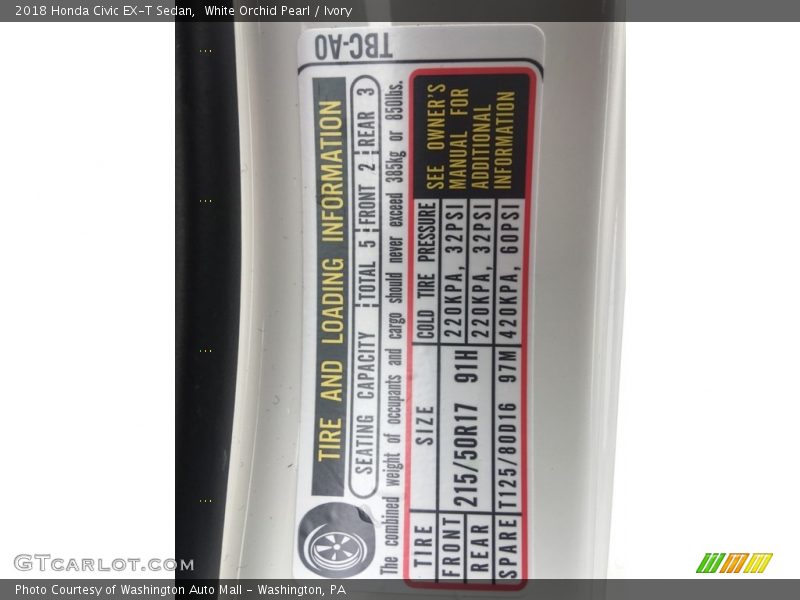 2018 Honda Civic EX-T Sedan, White Orchid Pearl / Ivory
TBC-A0
TIRE AND LOADING INFORMATION
SEATING CAPACITY TOTAL 5 FRONT 2 REAR 3
The combined weight of occupants and cargo should never exceed 385kg or 850lbs.
TIRE SIZE COLD TIRE PRESSURE
FRONT 215/50R17 91H 220KPA, 32PSI
REAR 220KPA, 32PSI
SPARE T125/80D16 97M 420KPA, 60PSI
SEE OWNER'S
MANUAL FOR
ADDITIONAL
INFORMATION
GTcarlot.com
Photo Courtesy of Washington Auto Mall - Washington, PA